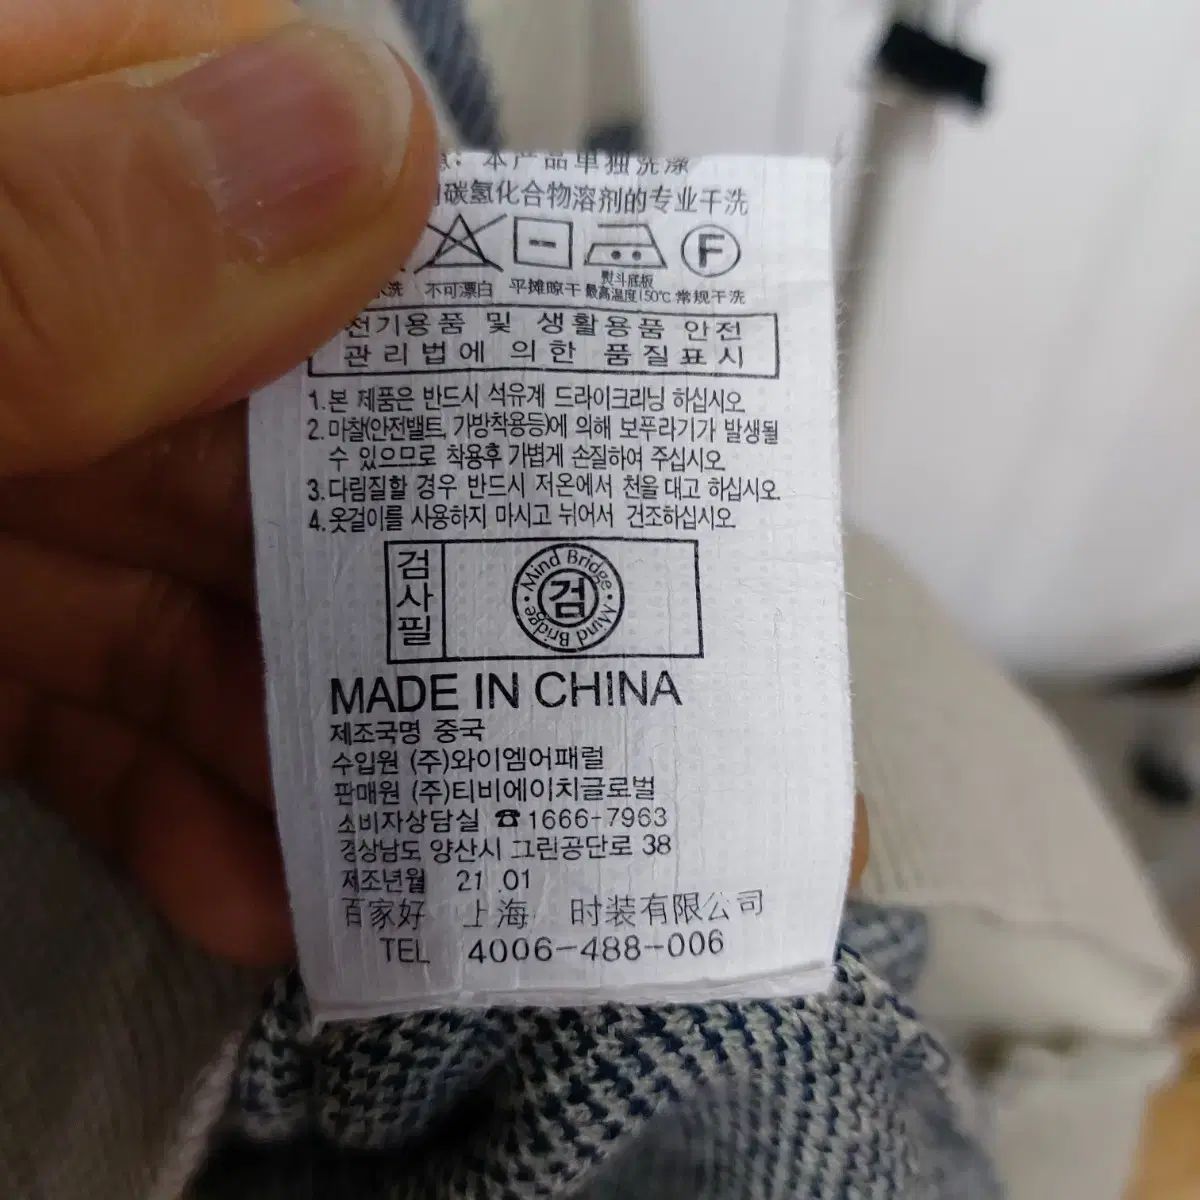 : 本产品单独洗涤
碳氢化合物溶剂的专业干洗
F
不可漂白 平摊晾干 熨斗底板最高温度150℃ 常规干洗
전기용품 및 생활용품 안전
관리법에 의한 품질표시
1. 본 제품은 반드시 석유계 드라이크리닝 하십시오
2. 마찰(안전밸트, 가방착용등)에 의해 보푸라기가 발생될
수 있으므로 착용후 가볍게 손질하여 주십시오
3. 다림질할 경우 반드시 저온에서 천을 대고 하십시오
4. 옷걸이를 사용하지 마시고 뉘어서 건조하십시오
검사필
Mind Bridge · Mind Bridge ·
검
MADE IN CHINA
제조국명 중국
수입원 (주)와이엠어패럴
판매원 (주)티비에이치글로벌
소비자상담실 ☎ 1666-7963
경상남도 양산시 그린공단로 38
제조년월 21.01
百家好 上海 时装有限公司
TEL 4006-488-006